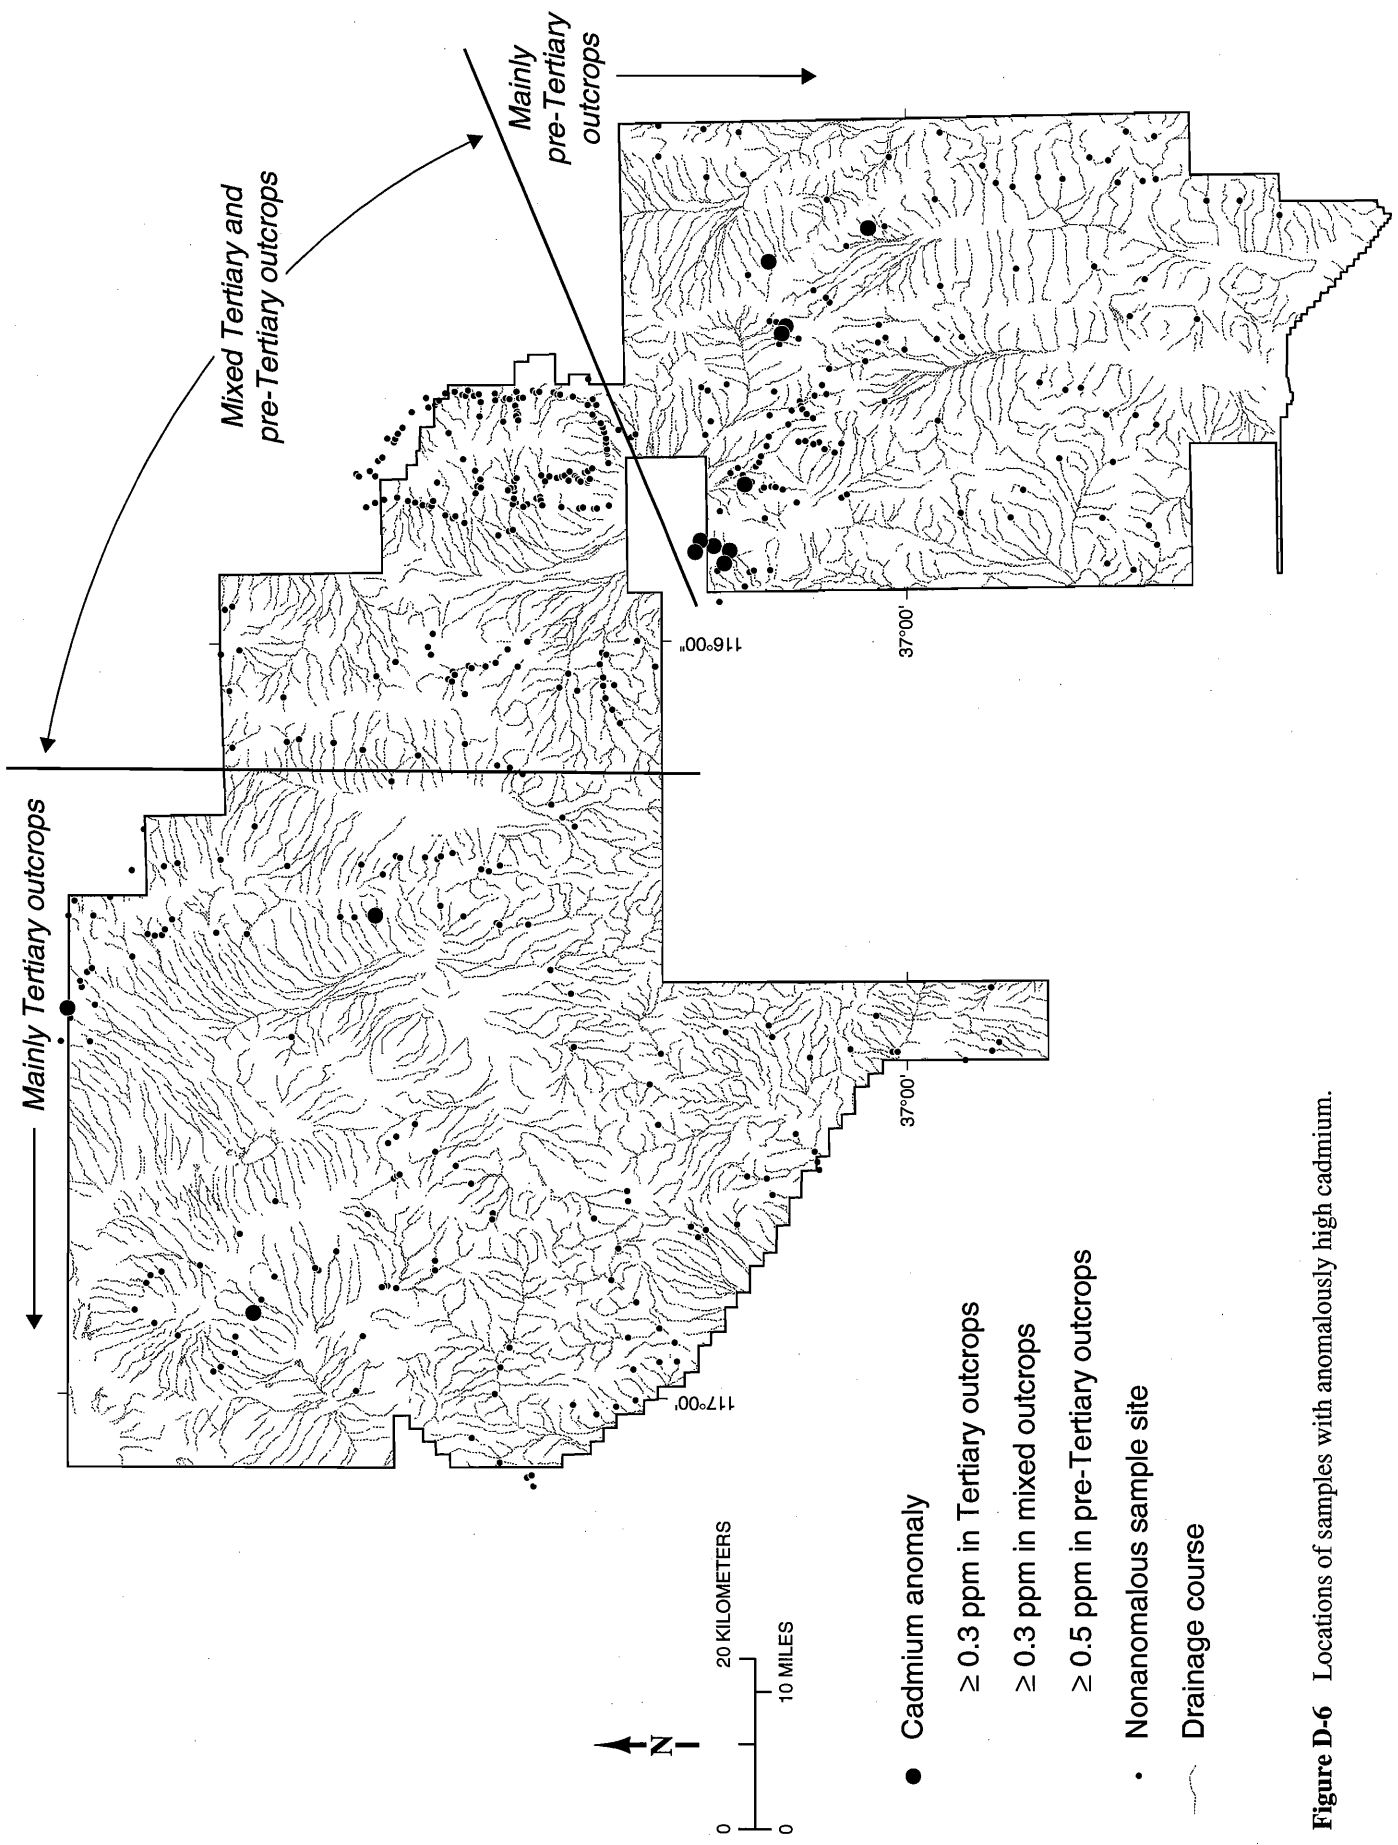 Mainly Tertiary outcrops
Mixed Tertiary and
pre-Tertiary outcrops
Mainly
pre-Tertiary
outcrops
117°00'
116°00"
37°00'
37°00'
N
0
20 KILOMETERS
0
10 MILES
Cadmium anomaly
≥ 0.3 ppm in Tertiary outcrops
≥ 0.3 ppm in mixed outcrops
≥ 0.5 ppm in pre-Tertiary outcrops
Nonanomalous sample site
Drainage course
Figure D-6 Locations of samples with anomalously high cadmium.